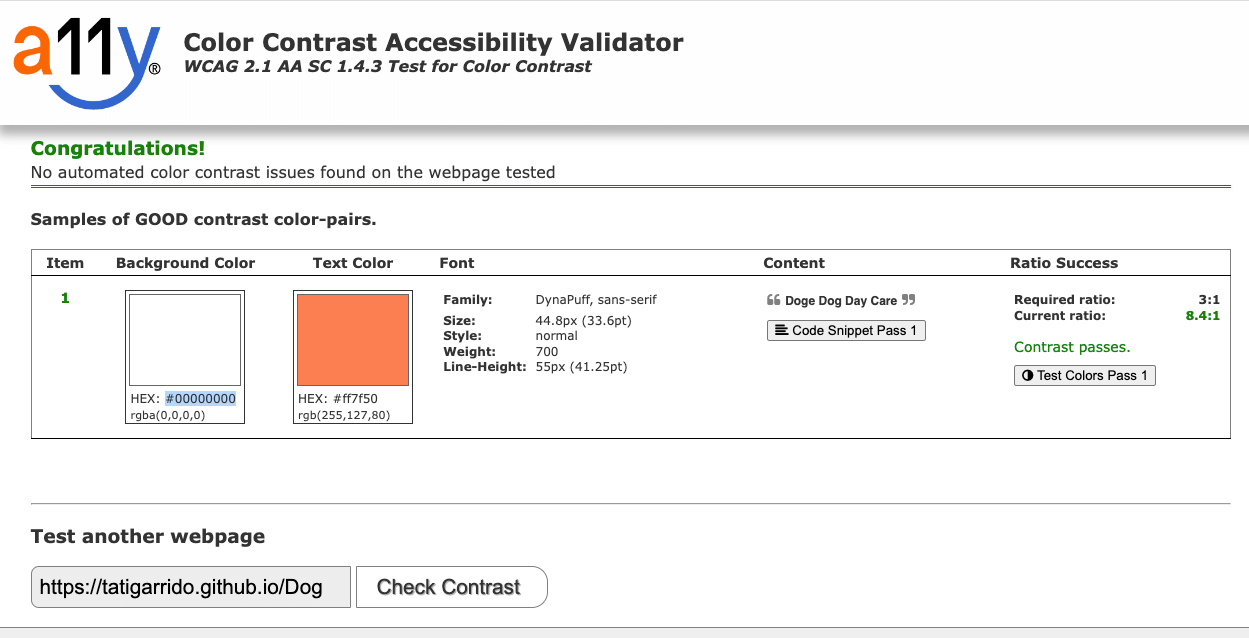 a11y®
Color Contrast Accessibility Validator
WCAG 2.1 AA SC 1.4.3 Test for Color Contrast
Congratulations!
No automated color contrast issues found on the webpage tested
Samples of GOOD contrast color-pairs.
Item Background Color Text Color Font Content Ratio Success
1
HEX: #00000000
rgba(0,0,0,0)
HEX: #ff7f50
rgb(255,127,80)
Family: DynaPuff, sans-serif
Size: 44.8px (33.6pt)
Style: normal
Weight: 700
Line-Height: 55px (41.25pt)
❝ Doge Dog Day Care ❞
Code Snippet Pass 1
Required ratio: 3:1
Current ratio: 8.4:1
Contrast passes.
Test Colors Pass 1
Test another webpage
https://tatigarrido.github.io/Dog
Check Contrast